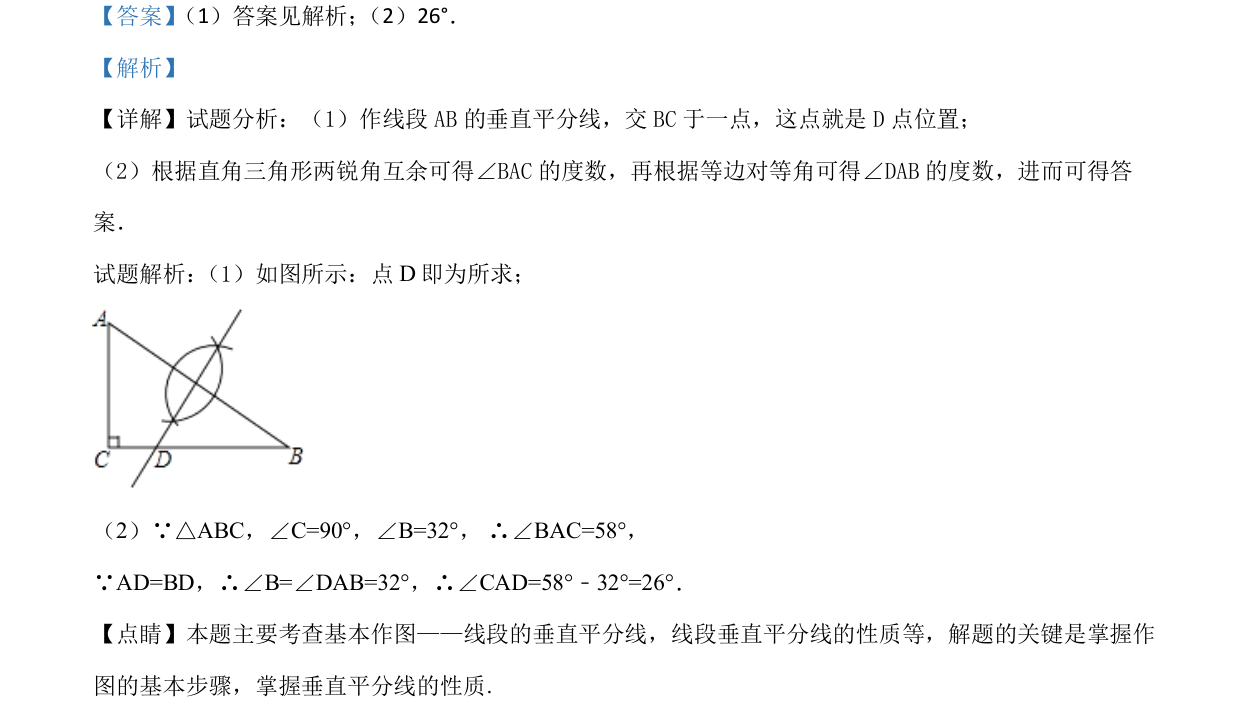 【答案】（1）答案见解析；（2）26°．
【解析】
【详解】试题分析：（1）作线段 AB 的垂直平分线，交 BC 于一点，这点就是 D 点位置；
（2）根据直角三角形两锐角互余可得∠BAC 的度数，再根据等边对等角可得∠DAB 的度数，进而可得答
案．
试题解析：（1）如图所示：点 D 即为所求；
A
C D B
（2）∵△ABC，∠C=90°，∠B=32°， ∴∠BAC=58°，
∵AD=BD，∴∠B=∠DAB=32°，∴∠CAD=58°﹣32°=26°．
【点睛】本题主要考查基本作图——线段的垂直平分线，线段垂直平分线的性质等，解题的关键是掌握作
图的基本步骤，掌握垂直平分线的性质.